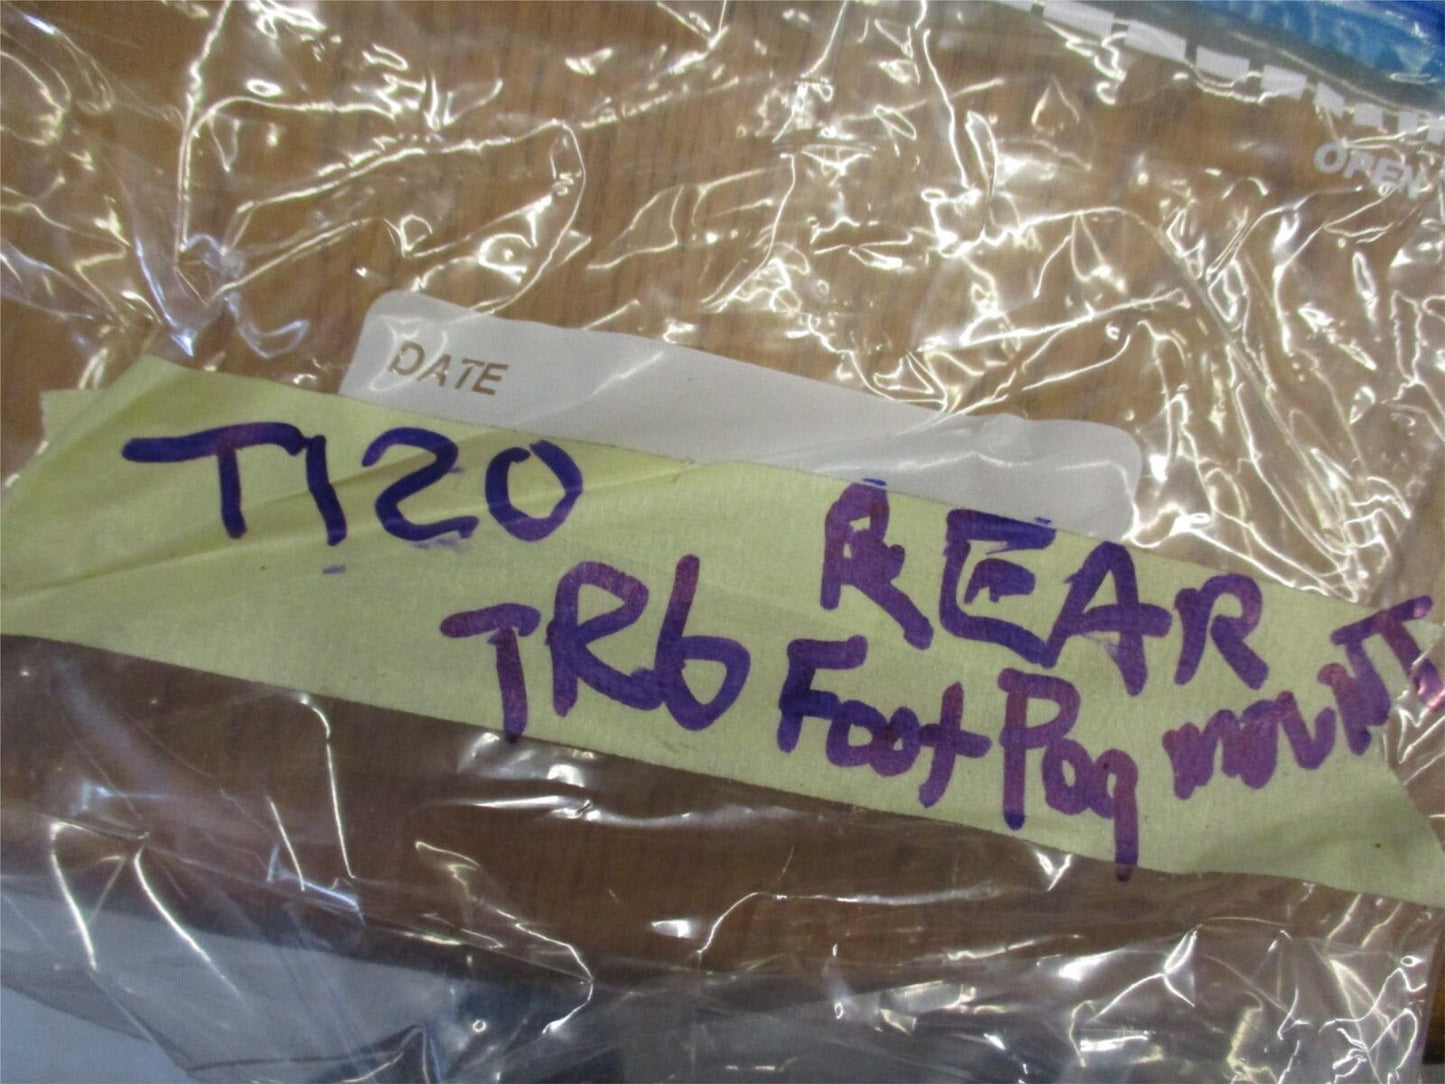 OPEN
DATE
T120 REAR
TR6 Foot Peg mount